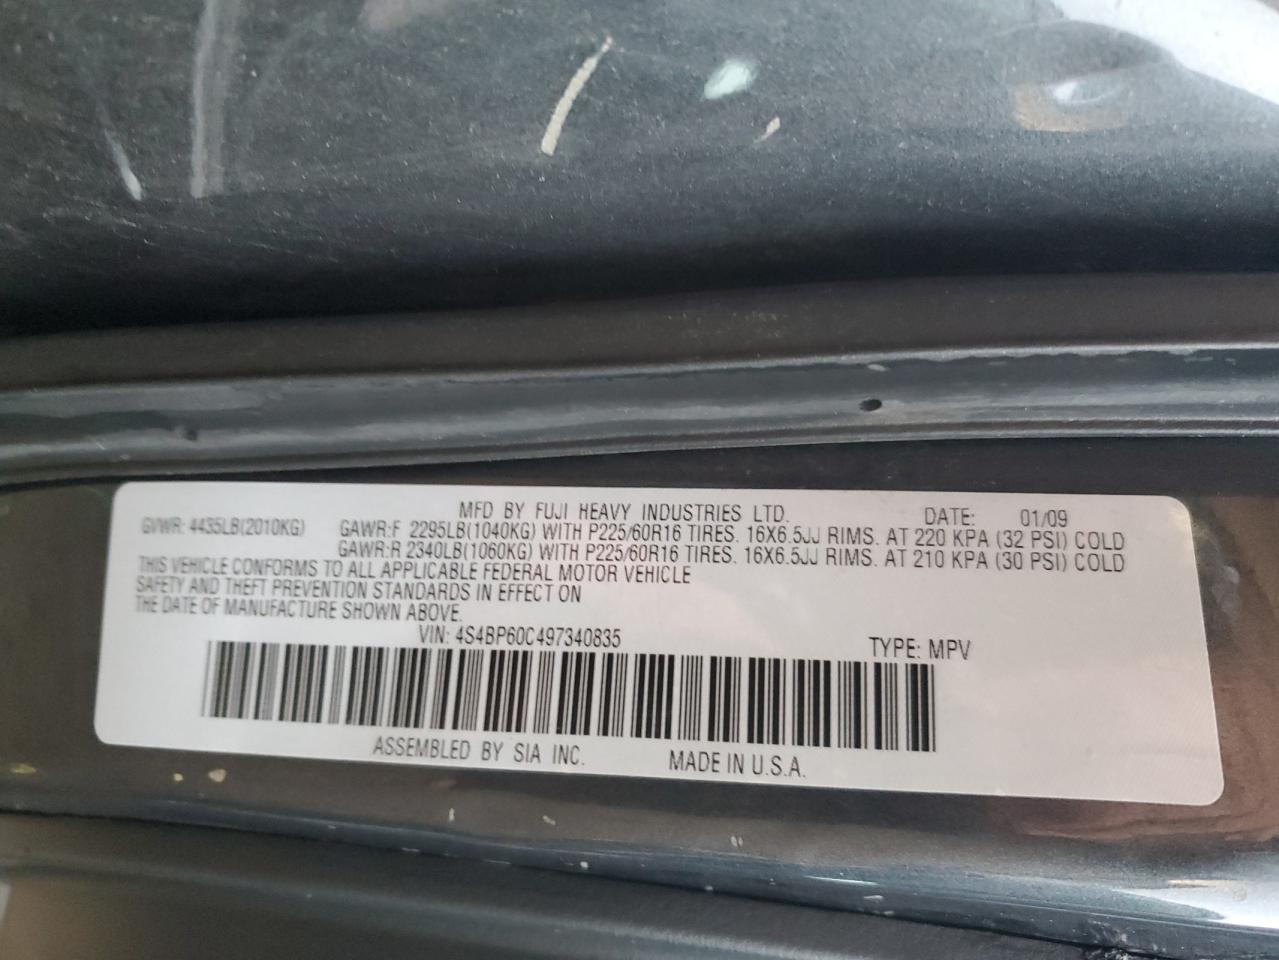 MFD BY FUJI HEAVY INDUSTRIES LTD. DATE: 01/09
GVWR: 4435LB(2010KG) GAWR:F 2295LB(1040KG) WITH P225/60R16 TIRES. 16X6.5JJ RIMS. AT 220 KPA (32 PSI) COLD
GAWR:R 2340LB(1060KG) WITH P225/60R16 TIRES. 16X6.5JJ RIMS. AT 210 KPA (30 PSI) COLD
THIS VEHICLE CONFORMS TO ALL APPLICABLE FEDERAL MOTOR VEHICLE
SAFETY AND THEFT PREVENTION STANDARDS IN EFFECT ON
THE DATE OF MANUFACTURE SHOWN ABOVE.
VIN: 4S4BP60C497340835 TYPE: MPV
ASSEMBLED BY SIA INC. MADE IN U.S.A.